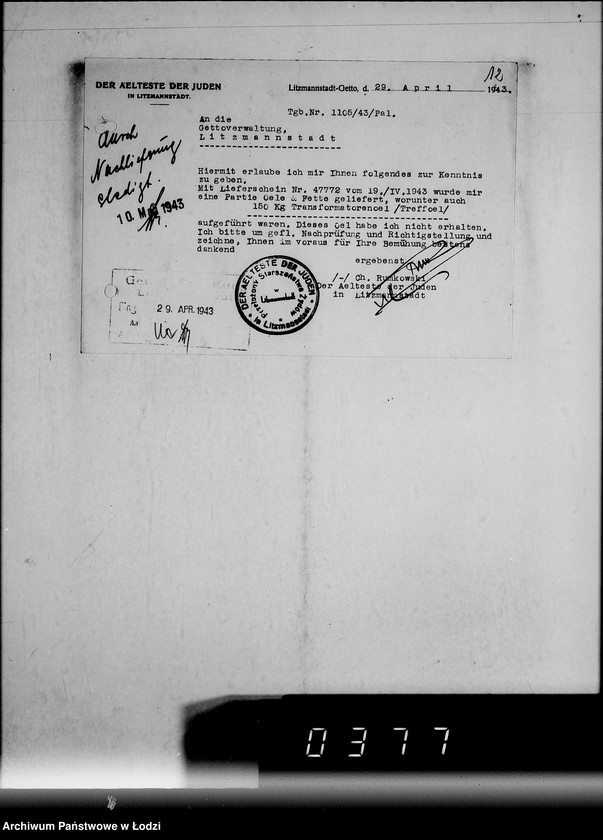 12
DER AELTESTE DER JUDEN
IN LITZMANNSTADT.
Litzmannstadt-Getto, d. 29. April 1943.
Tgb.Nr. 1105/43/Pal.
An die
Gettoverwaltung,
Litzmannstadt
durch
Nachlieferung
erledigt.
10. MAI 1943
Hiermit erlaube ich mir Ihnen folgendes zur Kenntnis
zu geben.
Mit Lieferschein Nr. 47772 vom 19./IV.1943 wurde mir
eine Partie Oele & Fette geliefert, worunter auch
150 Kg Transformatorenoel /Treffoel/
aufgeführt waren. Dieses Oel habe ich nicht erhalten.
Ich bitte um gefl. Nachprüfung und Richtigstellung und
zeichne, Ihnen im voraus für Ihre Bemühung bestens
dankend
ergebenst
/-/ Ch. Rumkowski
Der Aelteste der Juden
in Litzmannstadt
DER AELTESTE DER JUDEN
in Litzmannstadt
Przełożony Starszeństwa Żydów
29. APR. 1943
0377
Archiwum Państwowe w Łodzi